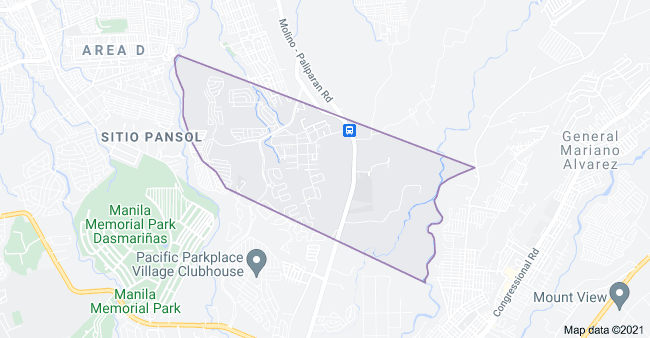 AREA D
Molino - Paliparan Rd
SITIO PANSOL
General
Mariano
Alvarez
Manila
Memorial Park
Dasmariñas
Pacific Parkplace
Village Clubhouse
Congressional Rd
Manila
Memorial Park
Mount View
Map data ©2021